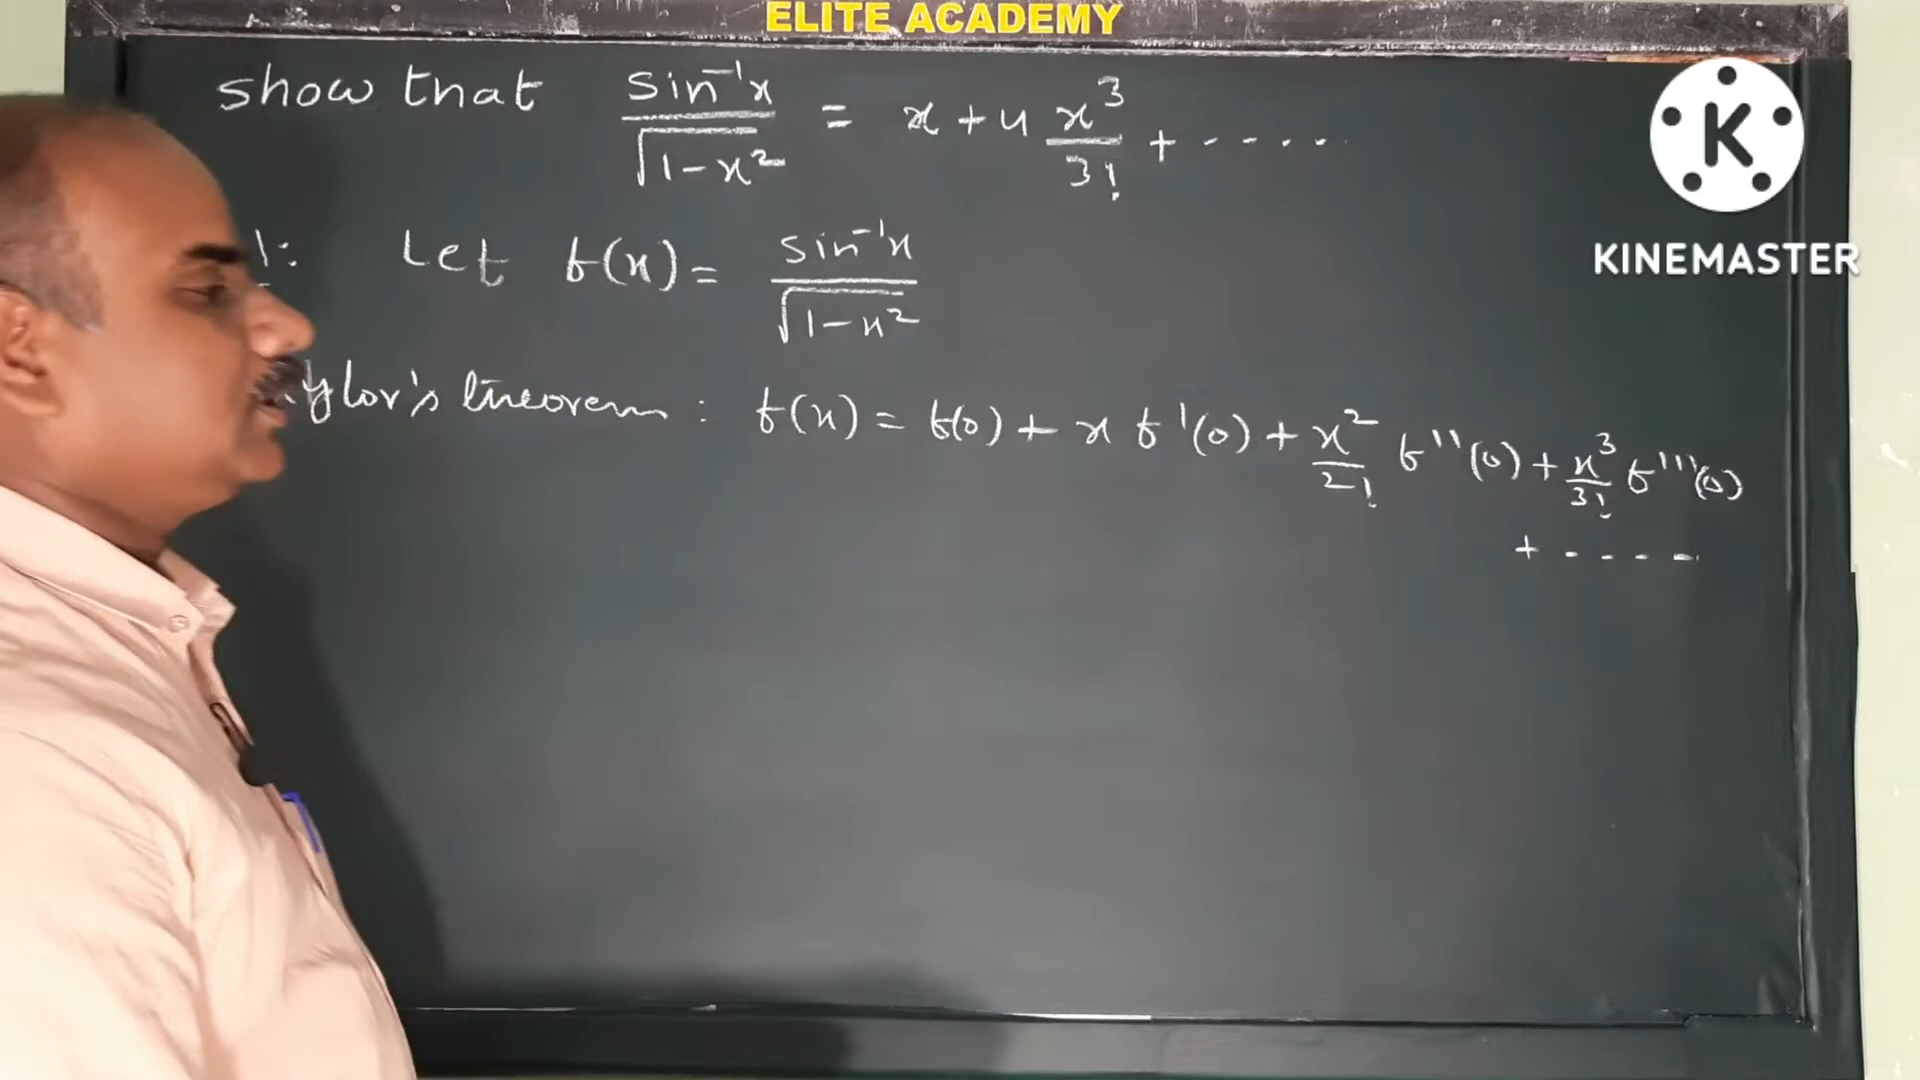 ELITE ACADEMY
show that sin⁻¹x / √1-x² = x + 4 x³/3! + - - - - -
K
KINEMASTER
Let f(x) = sin⁻¹x / √1-x²
theorem : f(x) = f(0) + x f'(0) + x²/2! f''(0) + x³/3! f'''(0)
+ - - - - -